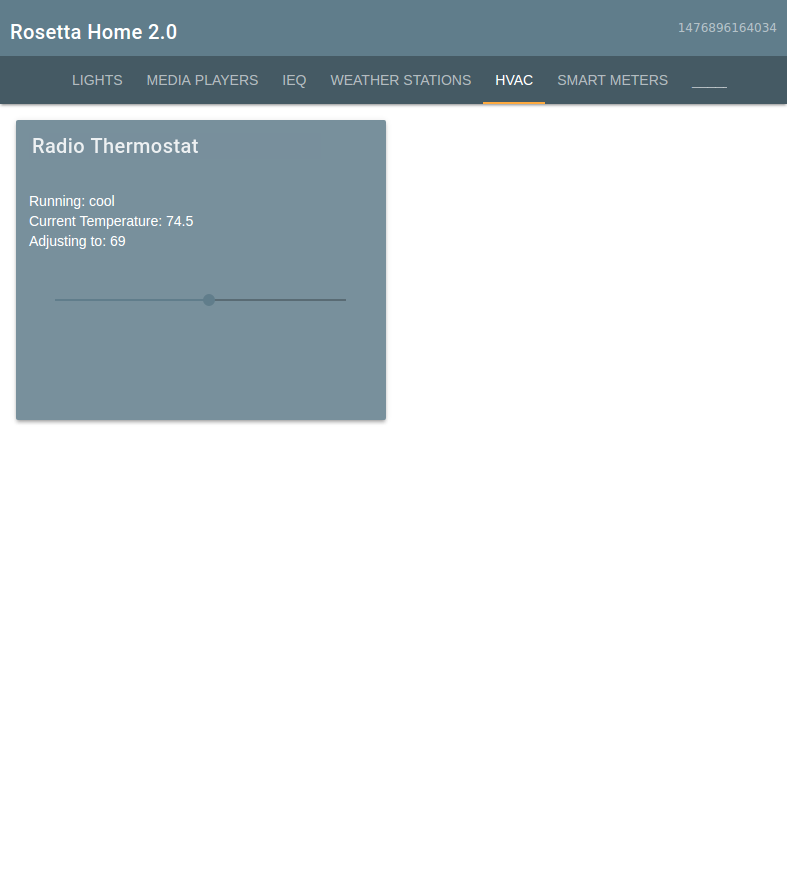 Rosetta Home 2.0
1476896164034
LIGHTS MEDIA PLAYERS IEQ WEATHER STATIONS HVAC SMART METERS _____
Radio Thermostat
Running: cool
Current Temperature: 74.5
Adjusting to: 69